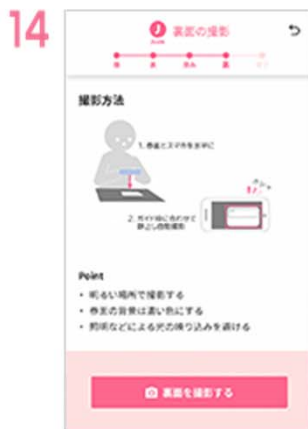 14
裏面の撮影
撮影方法
1. 券面とスマホを水平に
2. ガイド枠に合わせて
静止し自動撮影
Point
・ 明るい場所で撮影する
・ 券面の背景は濃い色にする
・ 照明などによる光の映り込みを避ける
裏面を撮影する